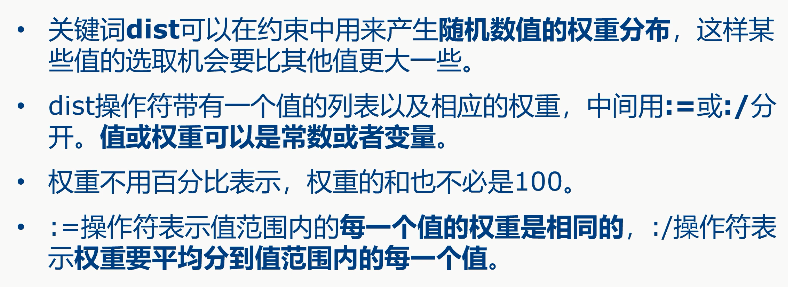 • 关键词dist可以在约束中用来产生随机数值的权重分布，这样某
些值的选取机会要比其他值更大一些。
• dist操作符带有一个值的列表以及相应的权重，中间用:=或:/分
开。值或权重可以是常数或者变量。
• 权重不用百分比表示，权重的和也不必是100。
• :=操作符表示值范围内的每一个值的权重是相同的，:/操作符表
示权重要平均分到值范围内的每一个值。